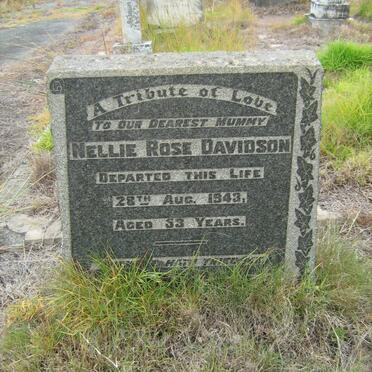 A Tribute of Love
TO OUR DEAREST MUMMY
NELLIE ROSE DAVIDSON
DEPARTED THIS LIFE
28TH AUG. 1943,
AGED 33 YEARS.